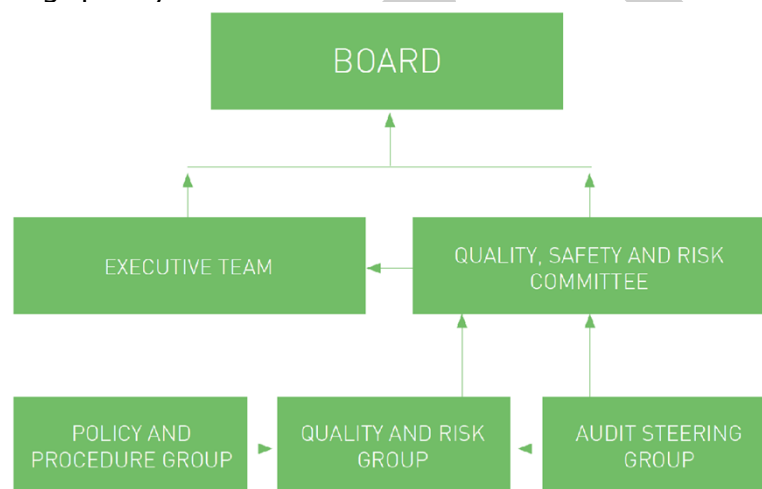 BOARD
EXECUTIVE TEAM
QUALITY, SAFETY AND RISK
COMMITTEE
POLICY AND
PROCEDURE GROUP
QUALITY AND RISK
GROUP
AUDIT STEERING
GROUP